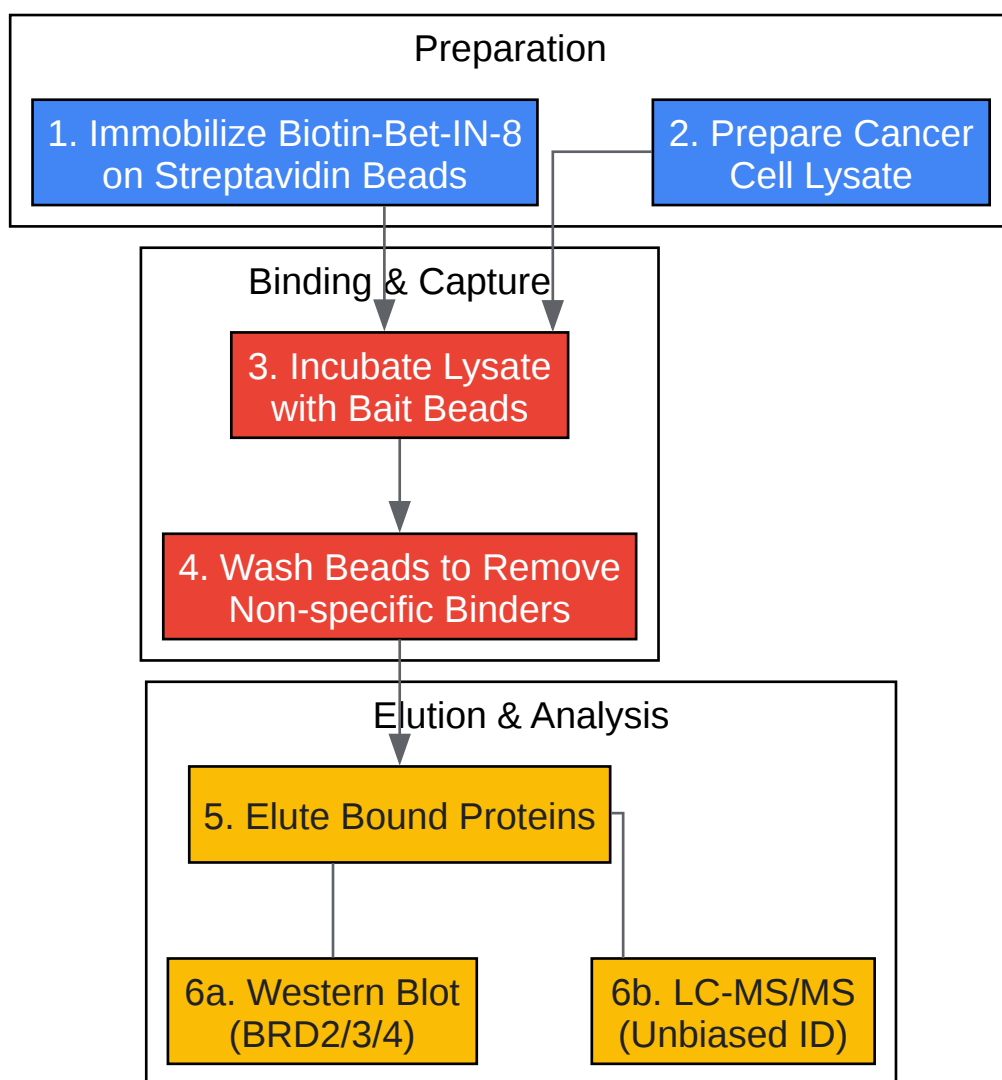 Preparation
1. Immobilize Biotin-Bet-IN-8
on Streptavidin Beads
2. Prepare Cancer
Cell Lysate
Binding & Capture
3. Incubate Lysate
with Bait Beads
4. Wash Beads to Remove
Non-specific Binders
Elution & Analysis
5. Elute Bound Proteins
6a. Western Blot
(BRD2/3/4)
6b. LC-MS/MS
(Unbiased ID)